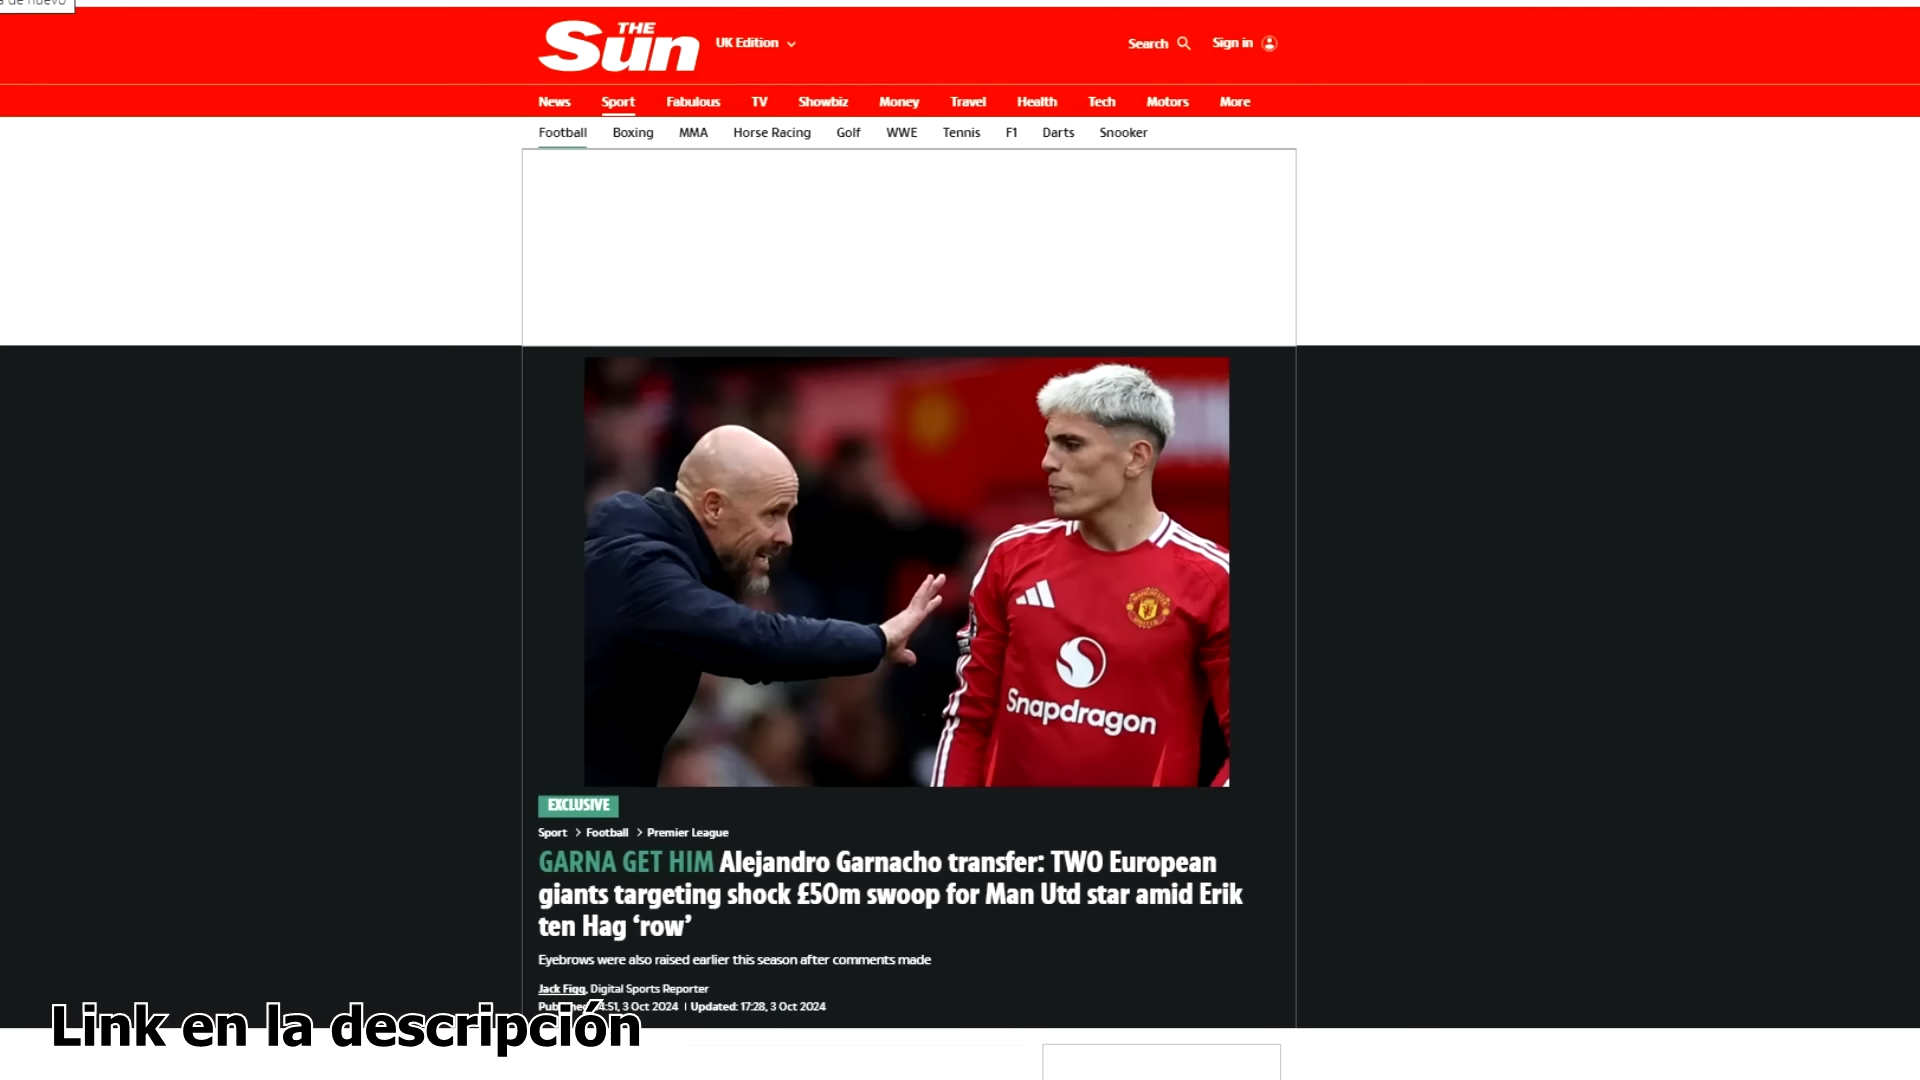 de nuevo
THE
Sun
UK Edition
Search
Sign in
News Sport Fabulous TV Showbiz Money Travel Health Tech Motors More
Football Boxing MMA Horse Racing Golf WWE Tennis F1 Darts Snooker
Snapdragon
EXCLUSIVE
Sport > Football > Premier League
GARNA GET HIM Alejandro Garnacho transfer: TWO European
giants targeting shock £50m swoop for Man Utd star amid Erik
ten Hag ‘row’
Eyebrows were also raised earlier this season after comments made
Jack Figg, Digital Sports Reporter
4:51, 3 Oct 2024 | Updated: 17:28, 3 Oct 2024
Link en la descripción